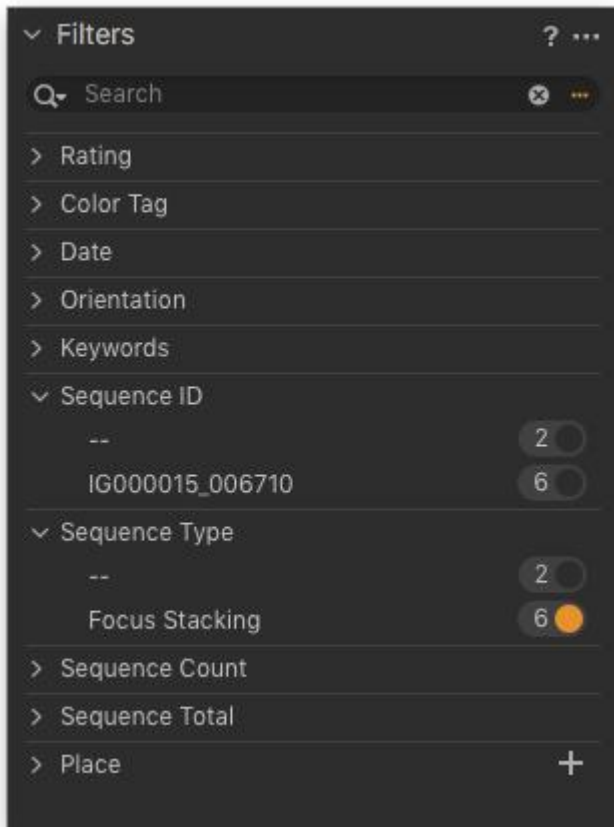 Filters ? ...
Search ...
Rating
Color Tag
Date
Orientation
Keywords
Sequence ID
-- 2
IG000015_006710 6
Sequence Type
-- 2
Focus Stacking 6
Sequence Count
Sequence Total
Place +